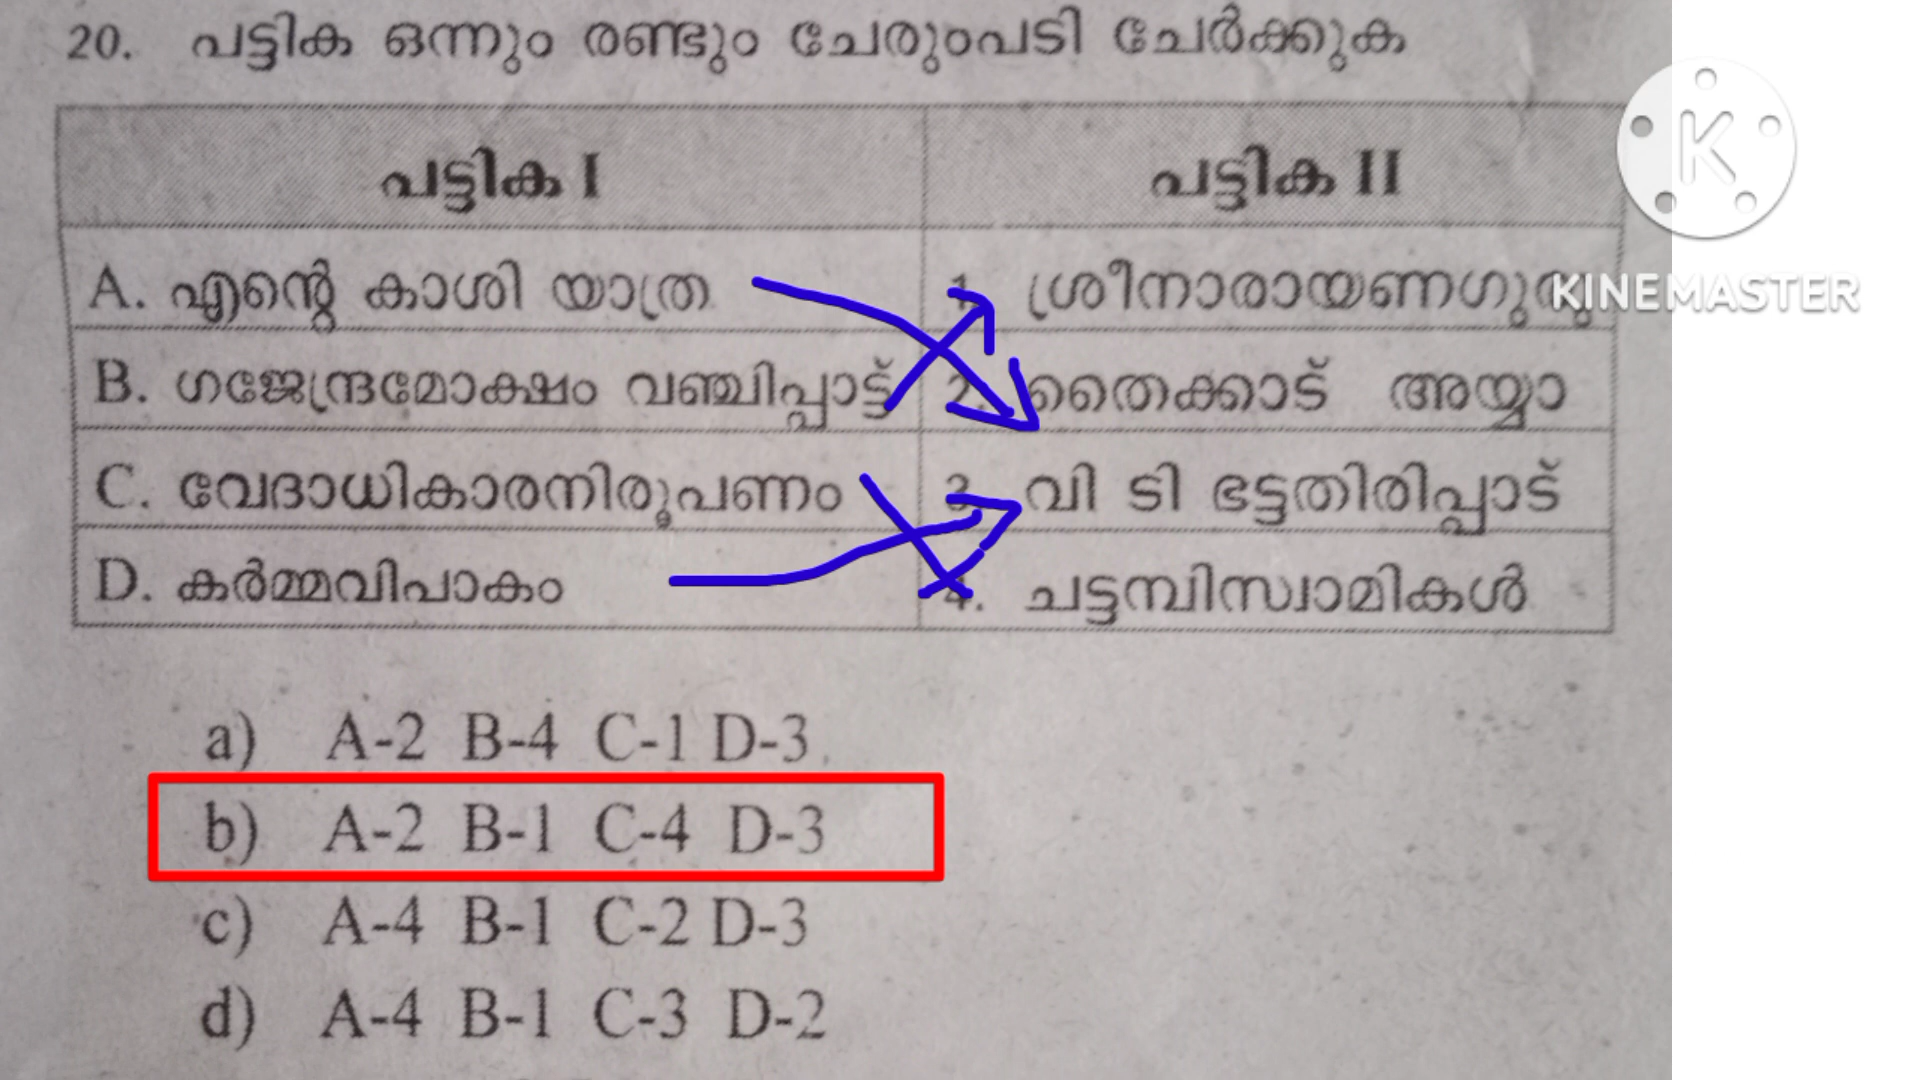 20. പട്ടിക ഒന്നും രണ്ടും ചേരുംപടി ചേർക്കുക
പട്ടിക I പട്ടിക II
A. എന്റെ കാശി യാത്ര 1. ശ്രീനാരായണഗുരു
B. ഗജേന്ദ്രമോക്ഷം വഞ്ചിപ്പാട്ട് 2. തൈക്കാട് അയ്യാ
C. വേദാധികാരനിരൂപണം 3. വി ടി ഭട്ടതിരിപ്പാട്
D. കർമ്മവിപാകം 4. ചട്ടമ്പിസ്വാമികൾ
a) A-2 B-4 C-1 D-3
b) A-2 B-1 C-4 D-3
c) A-4 B-1 C-2 D-3
d) A-4 B-1 C-3 D-2
K
KINEMASTER